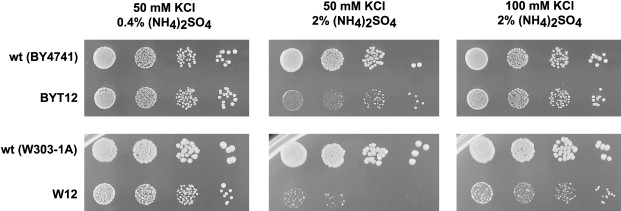 50 mM KCl
0.4% (NH4)2SO4
50 mM KCl
2% (NH4)2SO4
100 mM KCl
2% (NH4)2SO4
wt (BY4741)
BYT12
wt (W303-1A)
W12